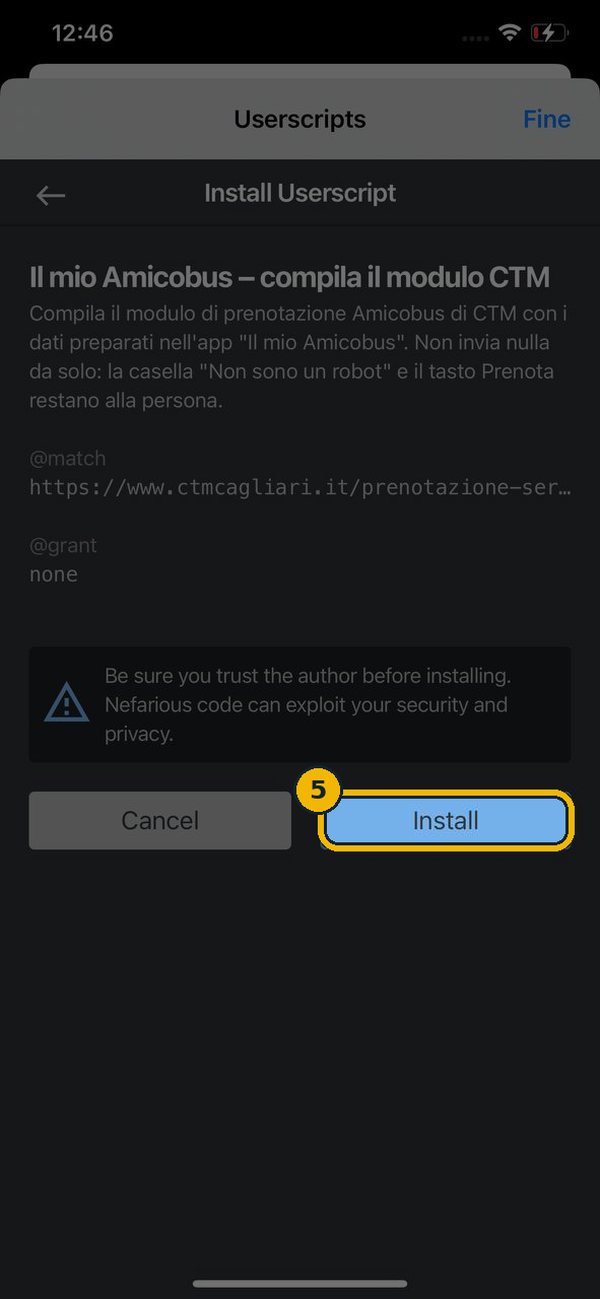 12:46
Userscripts
Fine
Install Userscript
Il mio Amicobus – compila il modulo CTM
Compila il modulo di prenotazione Amicobus di CTM con i
dati preparati nell'app "Il mio Amicobus". Non invia nulla
da solo: la casella "Non sono un robot" e il tasto Prenota
restano alla persona.
@match
https://www.ctmcagliari.it/prenotazione-ser…
@grant
none
Be sure you trust the author before installing.
Nefarious code can exploit your security and
privacy.
5
Cancel
Install